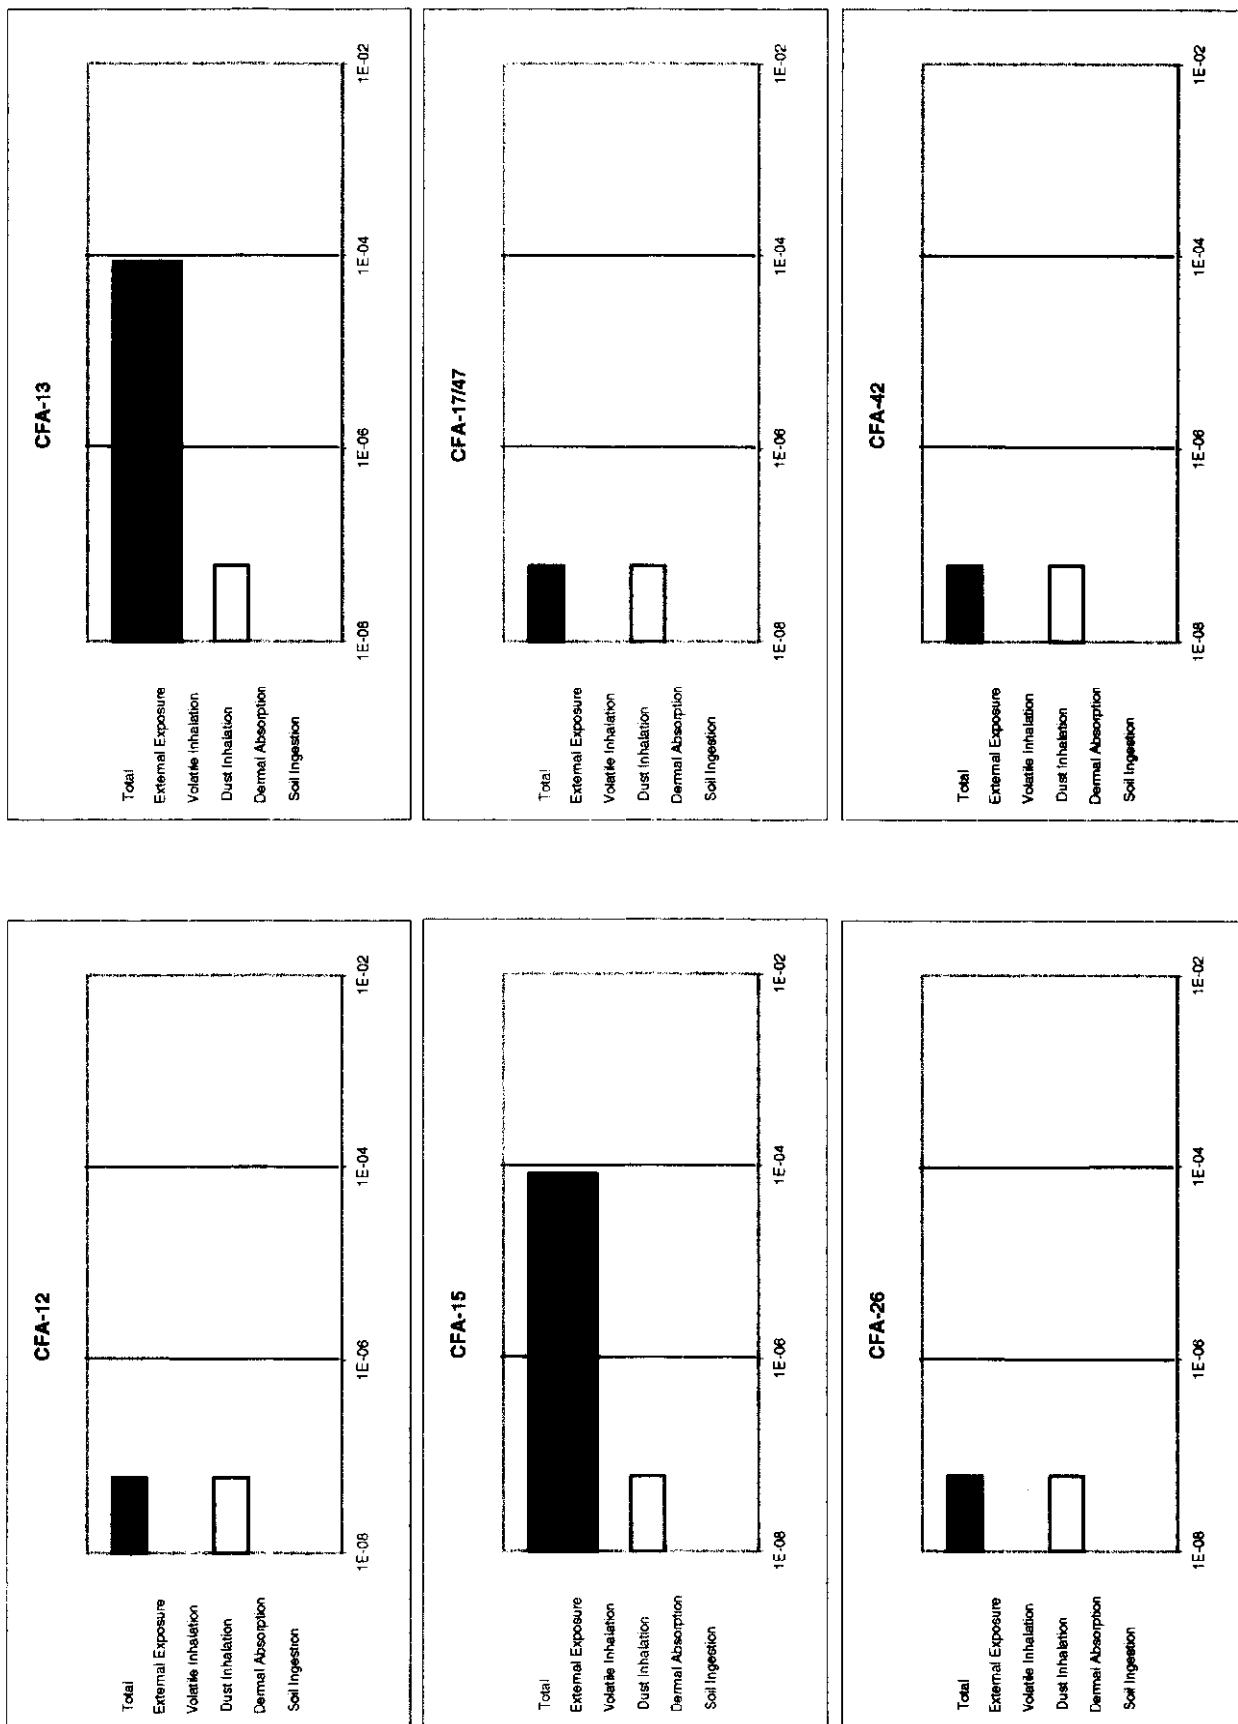 CFA-12
Total
External Exposure
Volatile Inhalation
Dust Inhalation
Dermal Absorption
Soil Ingestion
1E-08
1E-06
1E-04
1E-02
CFA-13
Total
External Exposure
Volatile Inhalation
Dust Inhalation
Dermal Absorption
Soil Ingestion
1E-08
1E-06
1E-04
1E-02
CFA-15
Total
External Exposure
Volatile Inhalation
Dust Inhalation
Dermal Absorption
Soil Ingestion
1E-08
1E-06
1E-04
1E-02
CFA-17/47
Total
External Exposure
Volatile Inhalation
Dust Inhalation
Dermal Absorption
Soil Ingestion
1E-08
1E-06
1E-04
1E-02
CFA-26
Total
External Exposure
Volatile Inhalation
Dust Inhalation
Dermal Absorption
Soil Ingestion
1E-08
1E-06
1E-04
1E-02
CFA-42
Total
External Exposure
Volatile Inhalation
Dust Inhalation
Dermal Absorption
Soil Ingestion
1E-08
1E-06
1E-04
1E-02